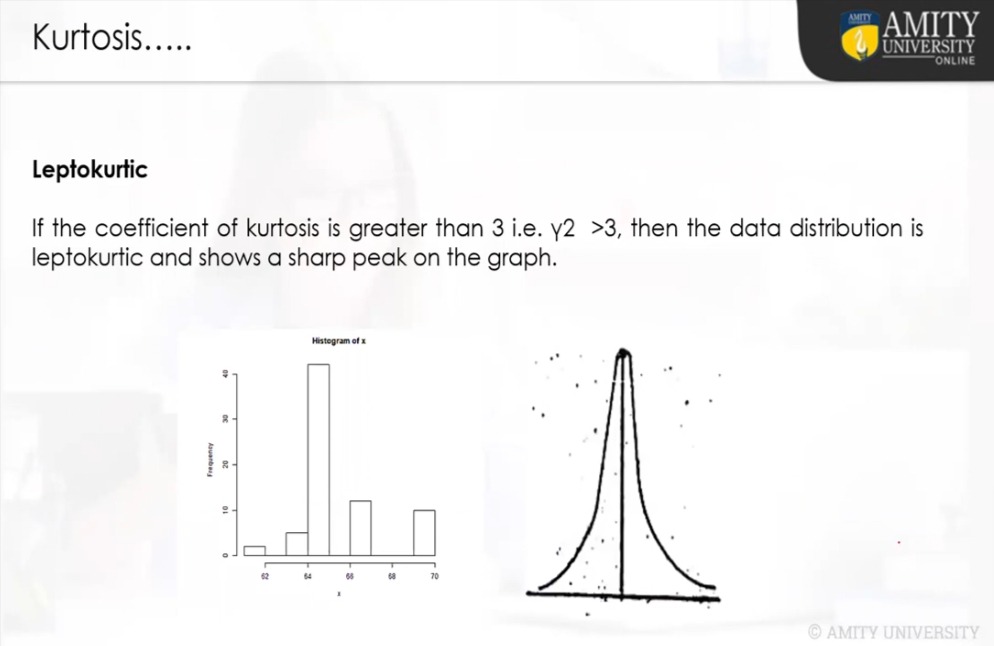 Kurtosis.....
AMITY
AMITY
UNIVERSITY
ONLINE
Leptokurtic
If the coefficient of kurtosis is greater than 3 i.e. γ2 >3, then the data distribution is
leptokurtic and shows a sharp peak on the graph.
Histogram of x
Frequency
40
30
20
10
0
62 64 66 68 70
x
© AMITY UNIVERSITY